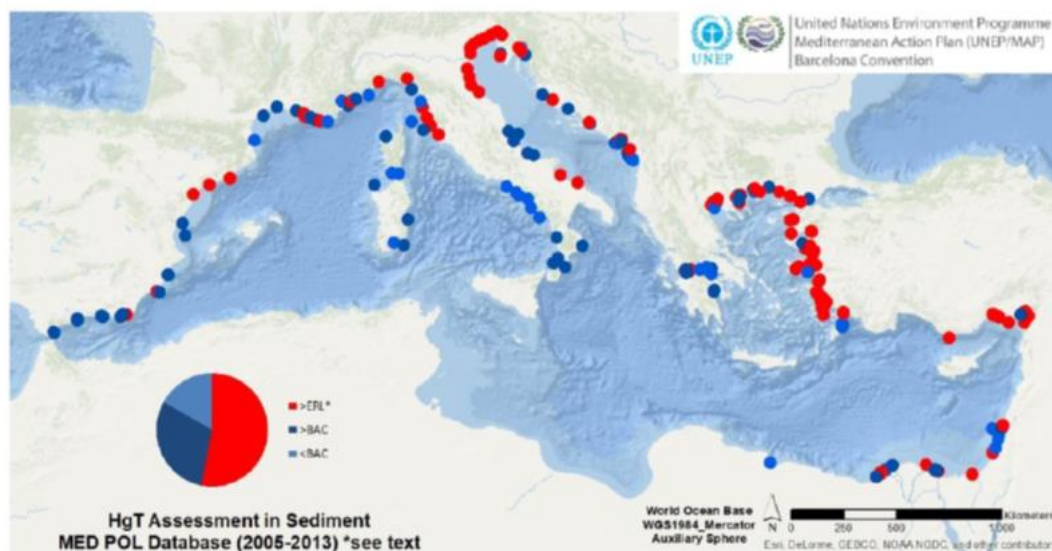 United Nations Environment Programme
Mediterranean Action Plan (UNEP/MAP)
Barcelona Convention
UNEP
>ERL*
>BAC
<BAC
HgT Assessment in Sediment
MED POL Database (2005-2013) *see text
World Ocean Base
WGS1984_Mercator
Auxiliary Sphere
N
Kilometers
0 250 500 1,000
Esri, DeLorme, GEBCO, NOAA NGDC, and other contributors